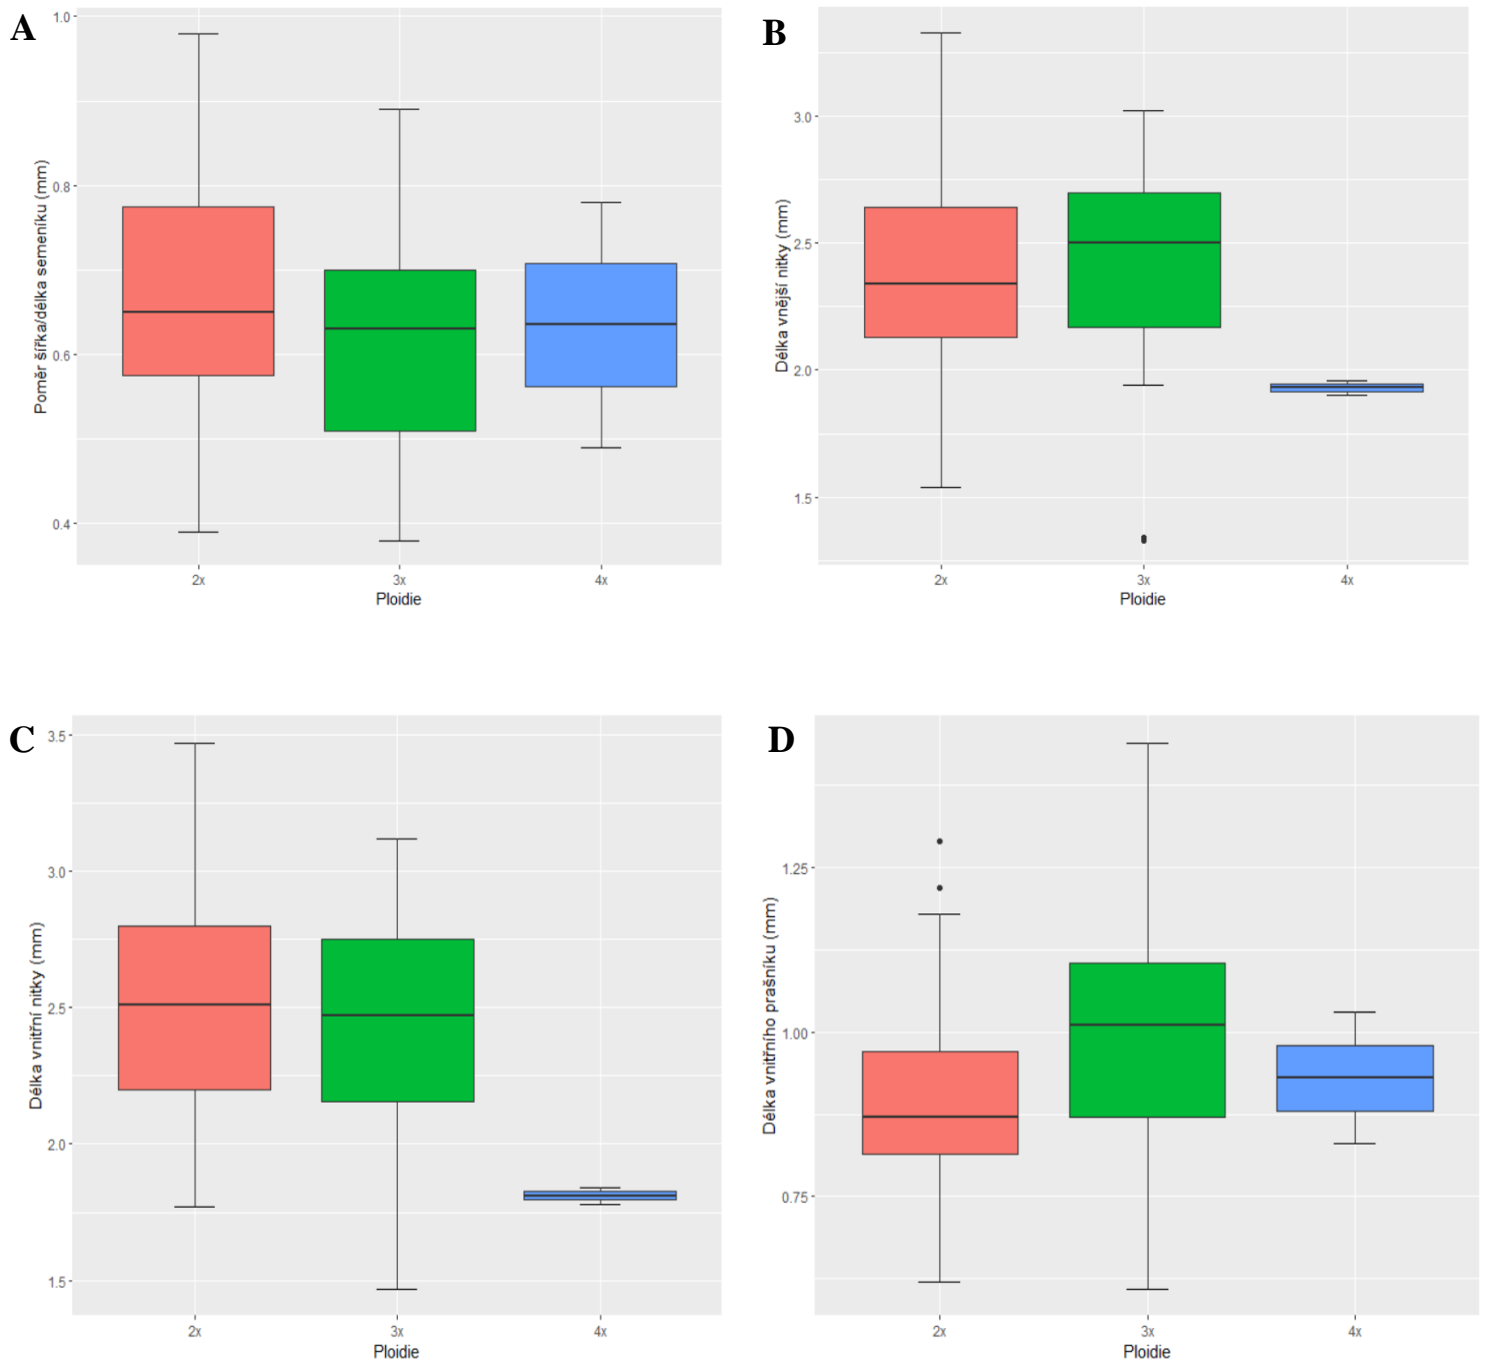 A
Poměr šířka/délka semeníku (mm)
1.0
0.8
0.6
0.4
2x 3x 4x
Ploidie
B
Délka vnější nitky (mm)
3.0
2.5
2.0
1.5
2x 3x 4x
Ploidie
C
Délka vnitřní nitky (mm)
3.5
3.0
2.5
2.0
1.5
2x 3x 4x
Ploidie
D
Délka vnitřního prašníku (mm)
1.25
1.00
0.75
2x 3x 4x
Ploidie